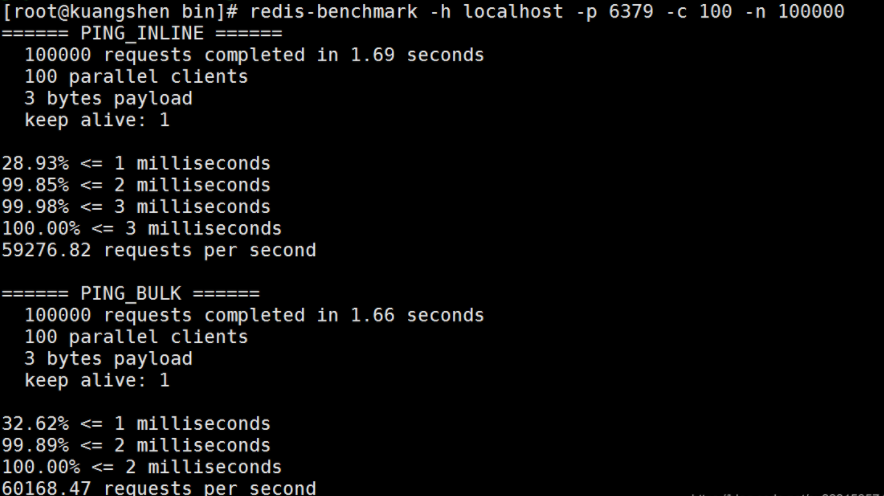 [root@kuangshen bin]# redis-benchmark -h localhost -p 6379 -c 100 -n 100000
====== PING_INLINE ======
100000 requests completed in 1.69 seconds
100 parallel clients
3 bytes payload
keep alive: 1
28.93% <= 1 milliseconds
99.85% <= 2 milliseconds
99.98% <= 3 milliseconds
100.00% <= 3 milliseconds
59276.82 requests per second
====== PING_BULK ======
100000 requests completed in 1.66 seconds
100 parallel clients
3 bytes payload
keep alive: 1
32.62% <= 1 milliseconds
99.89% <= 2 milliseconds
100.00% <= 2 milliseconds
60168.47 requests per second